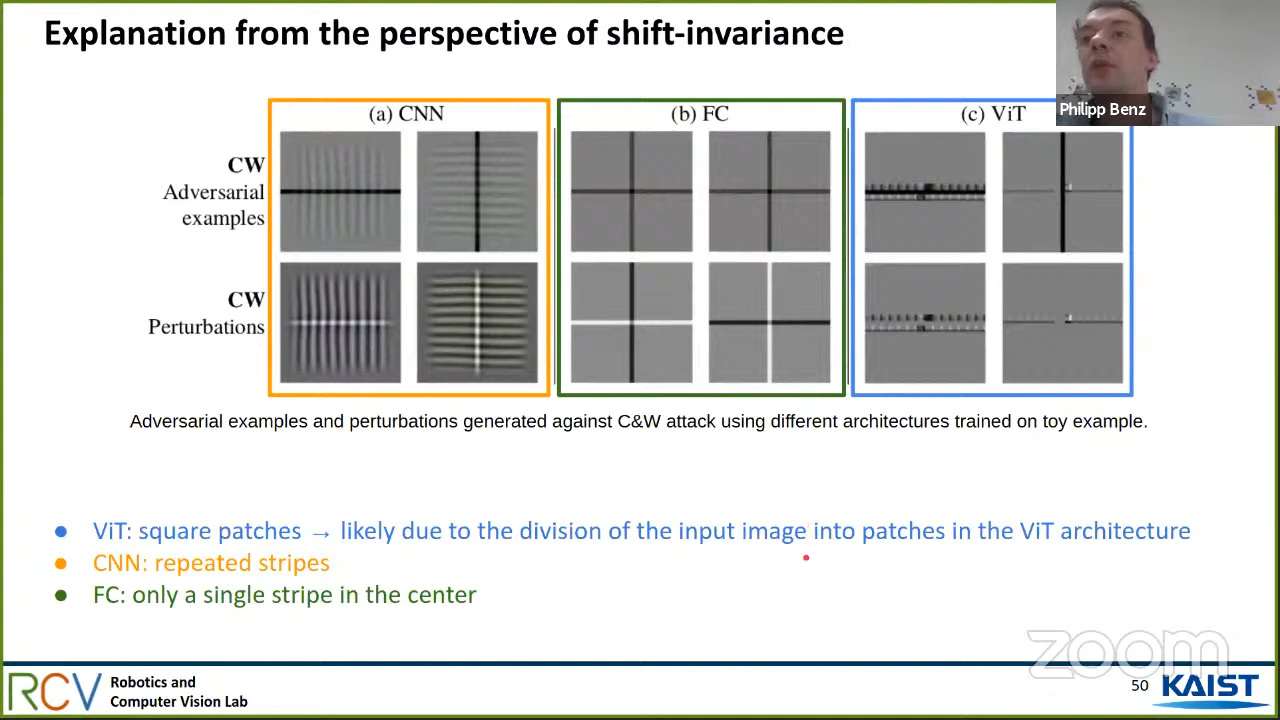 Explanation from the perspective of shift-invariance
Philipp Benz
(a) CNN
(b) FC
(c) ViT
CW
Adversarial
examples
CW
Perturbations
Adversarial examples and perturbations generated against C&W attack using different architectures trained on toy example.
● ViT: square patches → likely due to the division of the input image into patches in the ViT architecture
● CNN: repeated stripes
● FC: only a single stripe in the center
zoom
RCV
Robotics and
Computer Vision Lab
50
KAIST